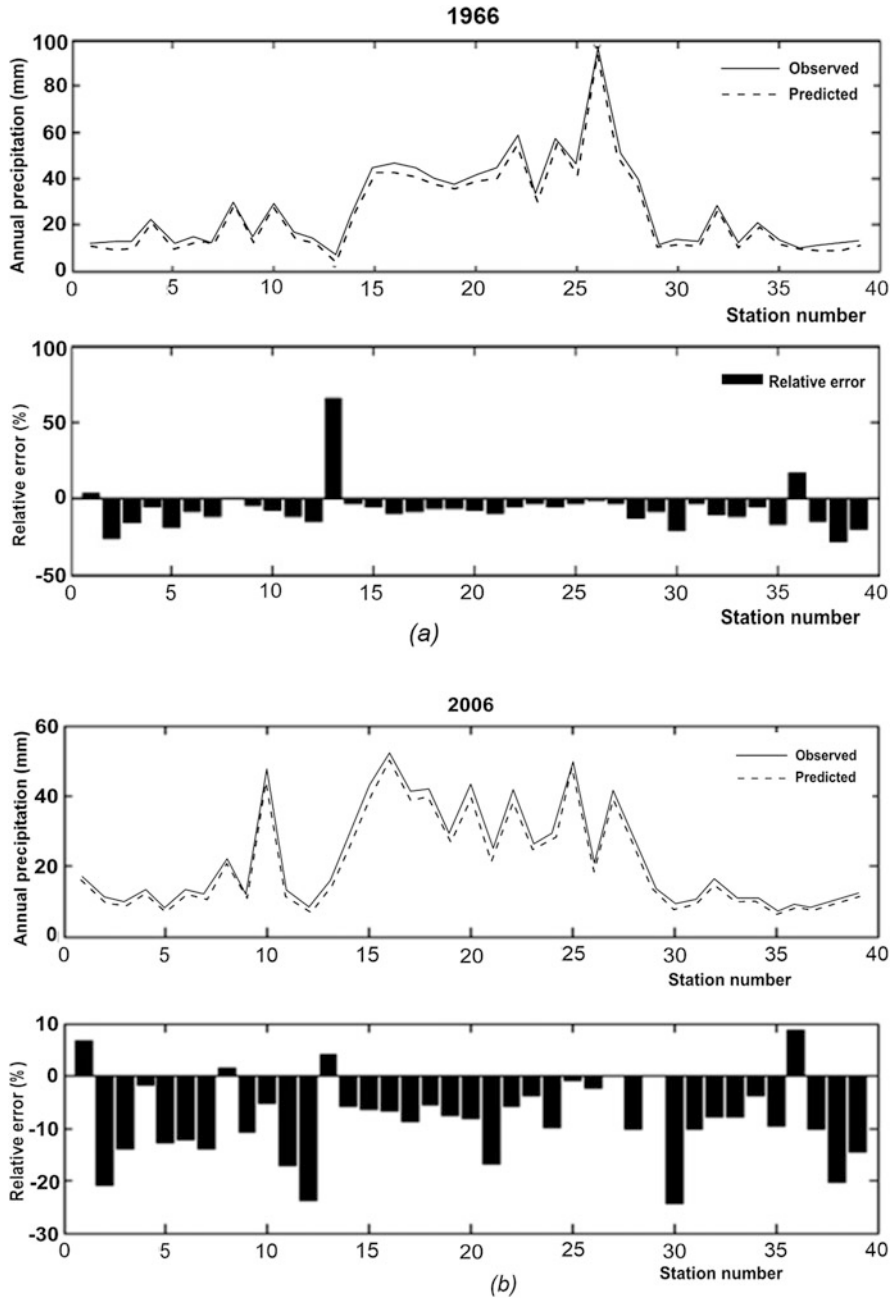 1966
Annual precipitation (mm)
100
80
60
40
20
0
Observed
Predicted
0 5 10 15 20 25 30 35 40
Station number
Relative error (%)
100
50
0
-50
Relative error
0 5 10 15 20 25 30 35 40
Station number
(a)
2006
Annual precipitation (mm)
60
40
20
0
Observed
Predicted
0 5 10 15 20 25 30 35 40
Station number
Relative error (%)
10
0
-10
-20
-30
0 5 10 15 20 25 30 35 40
Station number
(b)